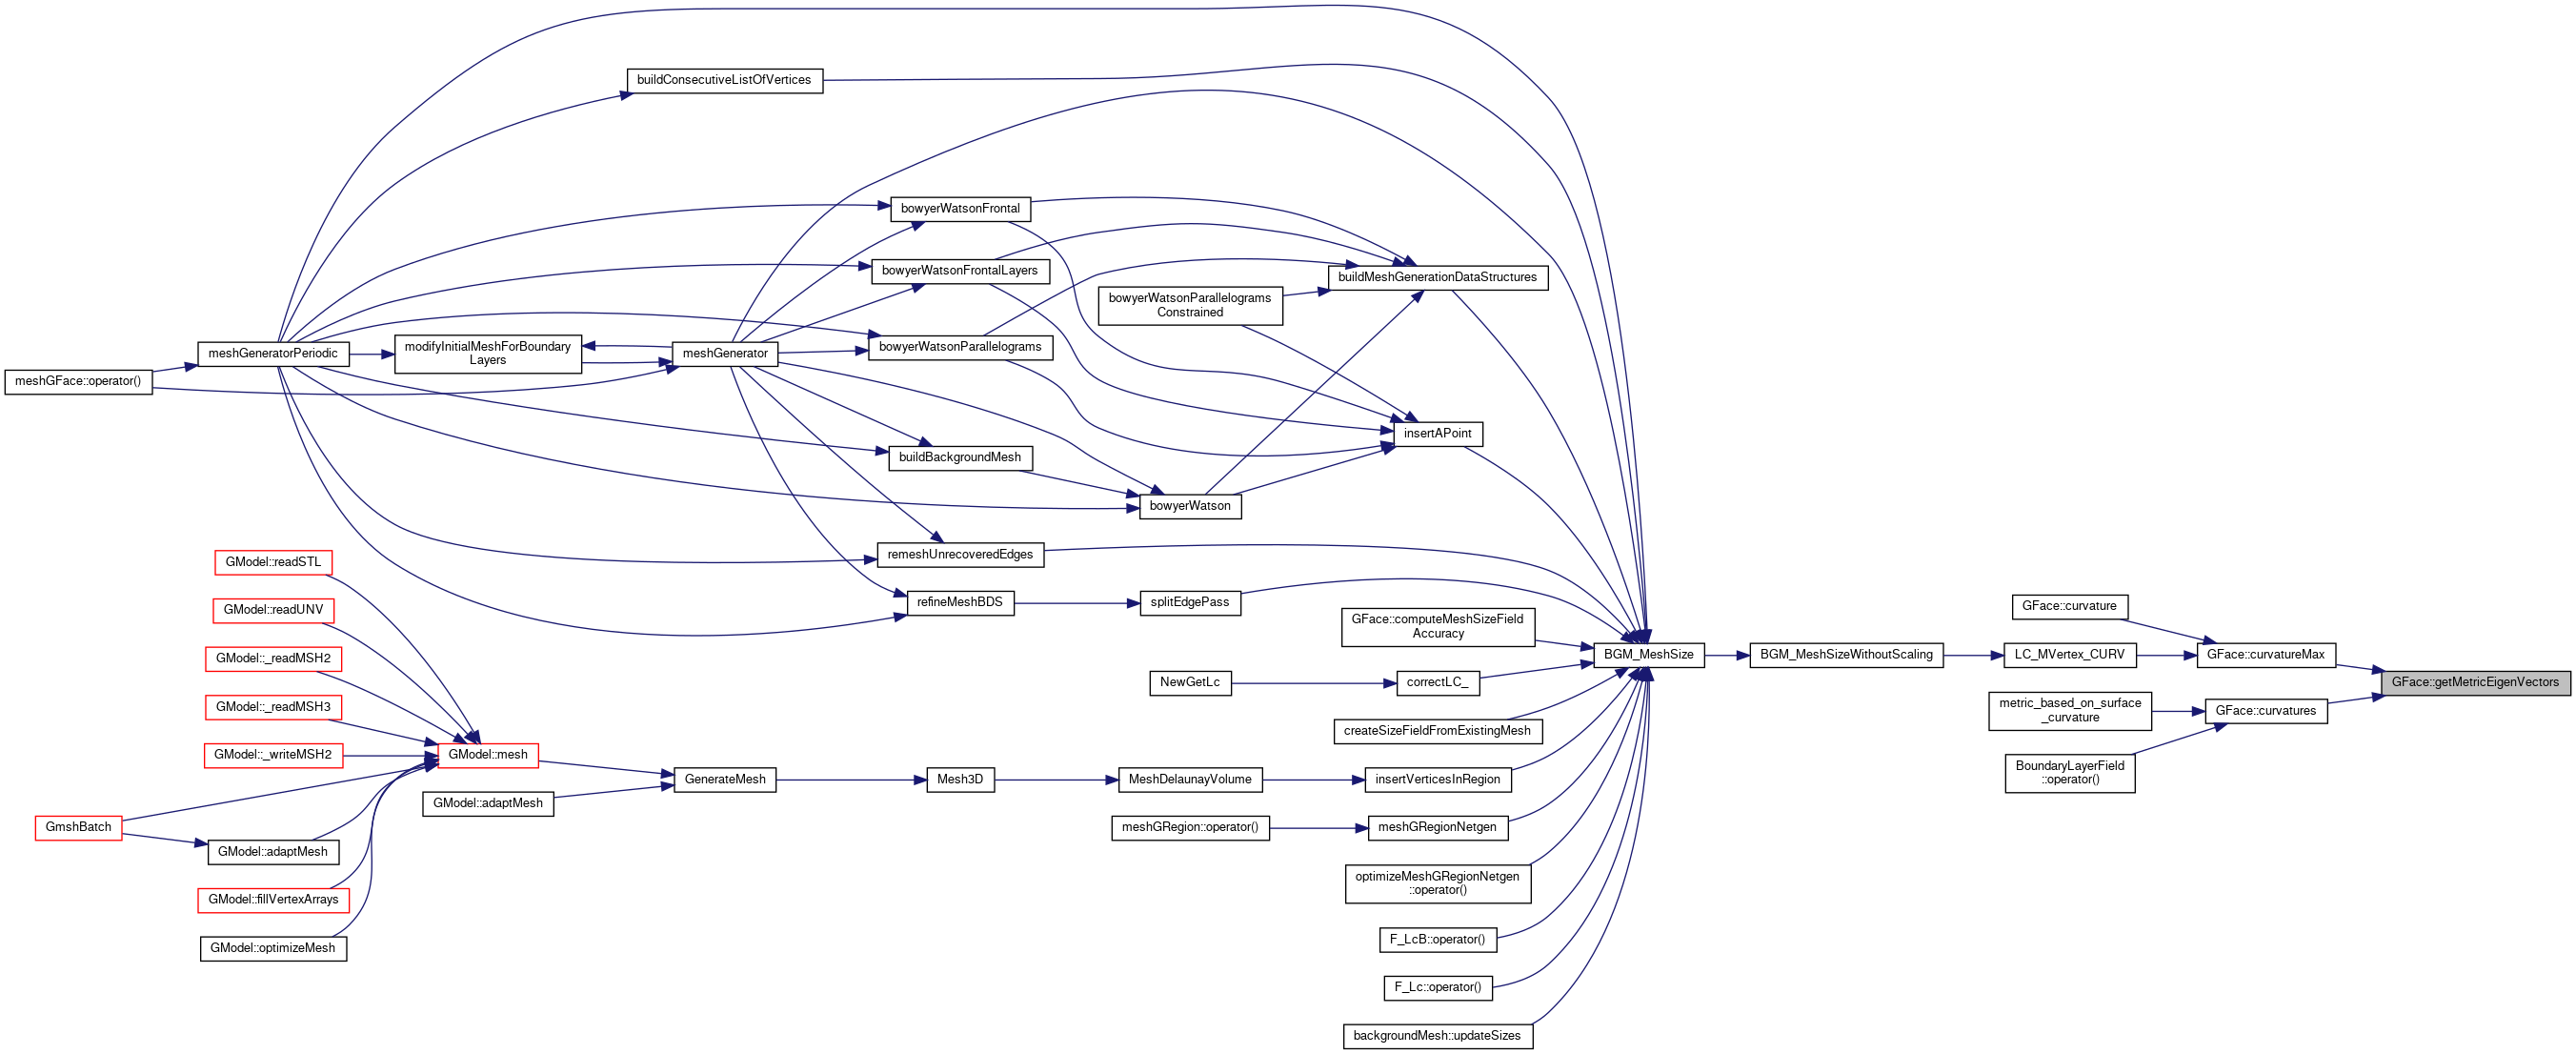 buildConsecutiveListOfVertices
bowyerWatsonFrontal
bowyerWatsonFrontalLayers
buildMeshGenerationDataStructures
bowyerWatsonParallelograms
Constrained
meshGeneratorPeriodic
modifyInitialMeshForBoundary
Layers
meshGenerator
bowyerWatsonParallelograms
meshGFace::operator()
insertAPoint
buildBackgroundMesh
bowyerWatson
remeshUnrecoveredEdges
GModel::readSTL
refineMeshBDS
splitEdgePass
GModel::readUNV
GFace::computeMeshSizeField
Accuracy
GFace::curvature
GModel::_readMSH2
BGM_MeshSize
BGM_MeshSizeWithoutScaling
LC_MVertex_CURV
GFace::curvatureMax
NewGetLc
correctLC_
GFace::getMetricEigenVectors
GModel::_readMSH3
metric_based_on_surface
_curvature
GFace::curvatures
createSizeFieldFromExistingMesh
GModel::_writeMSH2
GModel::mesh
GenerateMesh
Mesh3D
MeshDelaunayVolume
insertVerticesInRegion
BoundaryLayerField
::operator()
GModel::adaptMesh
GmshBatch
meshGRegion::operator()
meshGRegionNetgen
GModel::adaptMesh
optimizeMeshGRegionNetgen
::operator()
GModel::fillVertexArrays
GModel::optimizeMesh
F_LcB::operator()
F_Lc::operator()
backgroundMesh::updateSizes